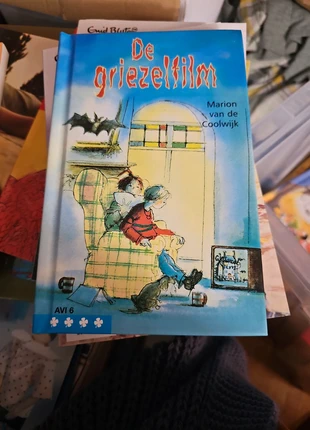 Enid Blyton
De
griezelfilm
Marion
van de
Coolwijk
AVI 6